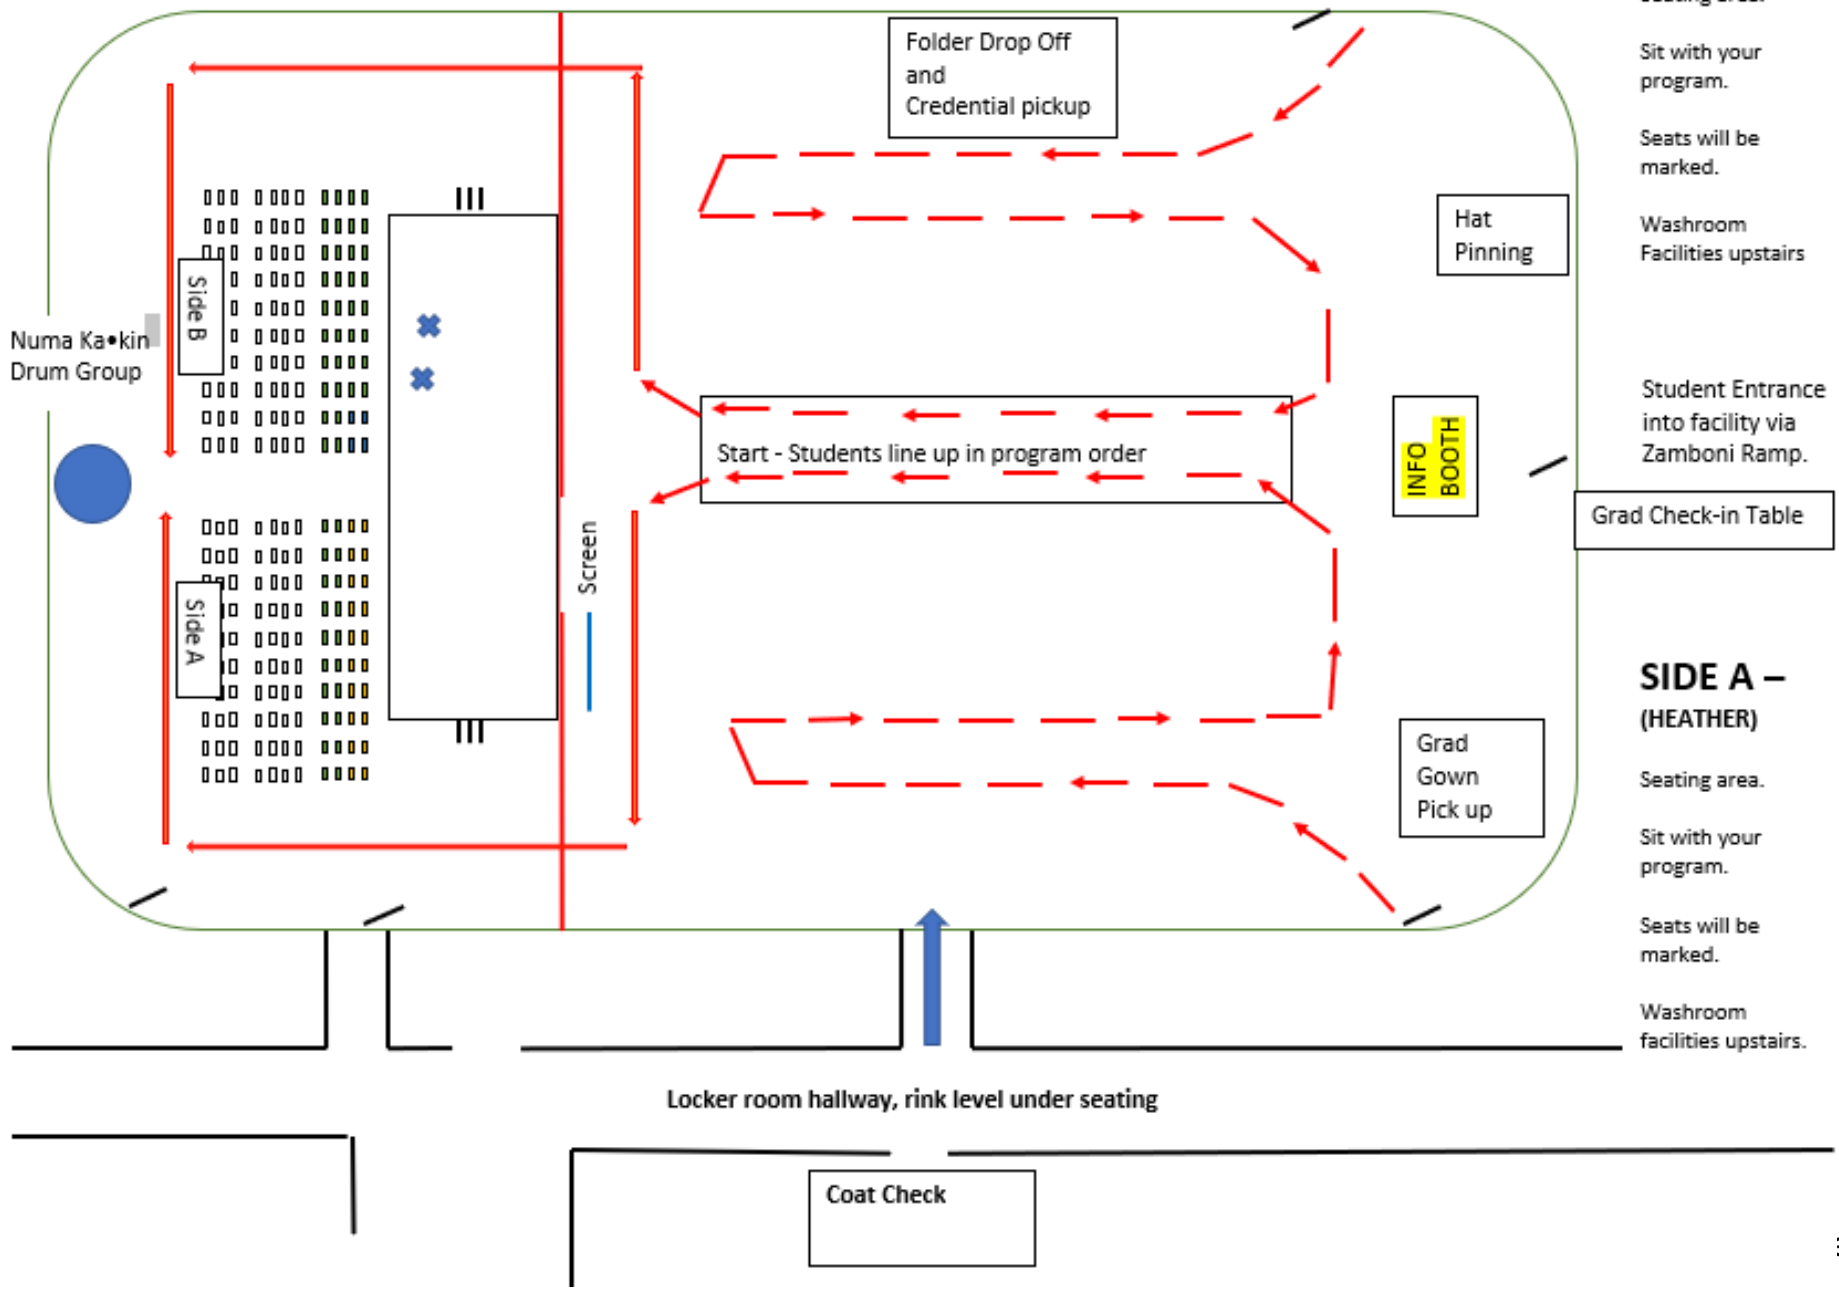 Seating area.
Sit with your
program.
Seats will be
marked.
Washroom
Facilities upstairs
Folder Drop Off
and
Credential pickup
Hat
Pinning
Side B
Numa Ka•kin
Drum Group
Start - Students line up in program order
INFO
BOOTH
Student Entrance
into facility via
Zamboni Ramp.
Grad Check-in Table
Screen
Side A
SIDE A –
(HEATHER)
Seating area.
Sit with your
program.
Seats will be
marked.
Washroom
facilities upstairs.
Grad
Gown
Pick up
Locker room hallway, rink level under seating
Coat Check